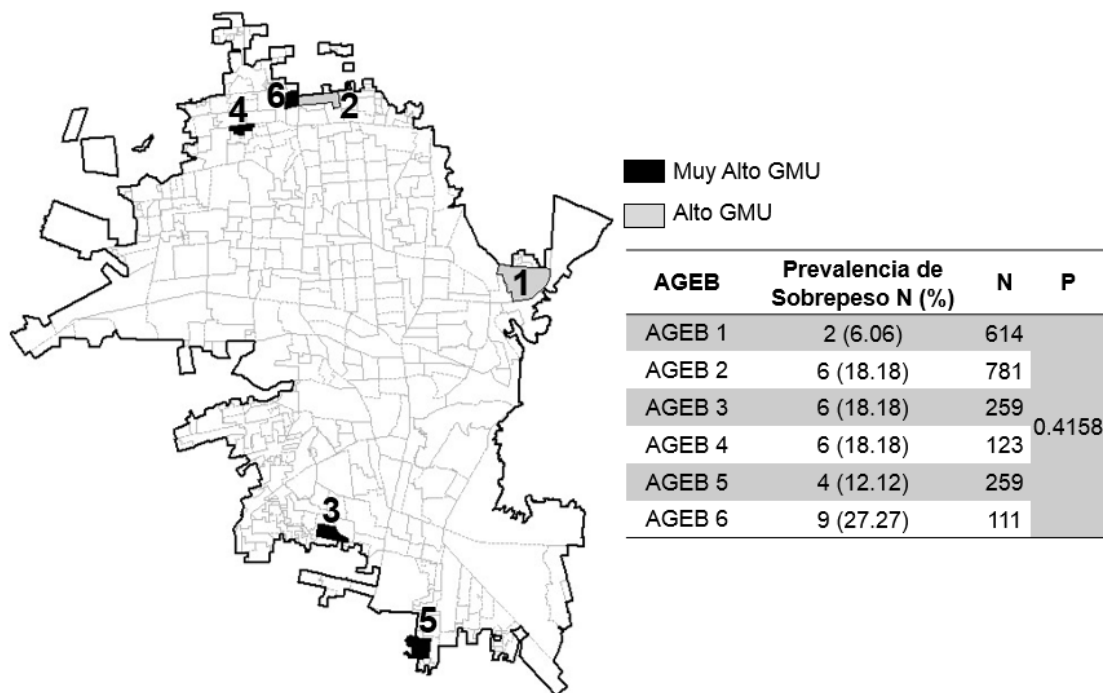 6
4
2
1
3
5
Muy Alto GMU
Alto GMU
AGEB Prevalencia de Sobrepeso N (%) N P
AGEB 1 2 (6.06) 614
AGEB 2 6 (18.18) 781
AGEB 3 6 (18.18) 259
0.4158
AGEB 4 6 (18.18) 123
AGEB 5 4 (12.12) 259
AGEB 6 9 (27.27) 111